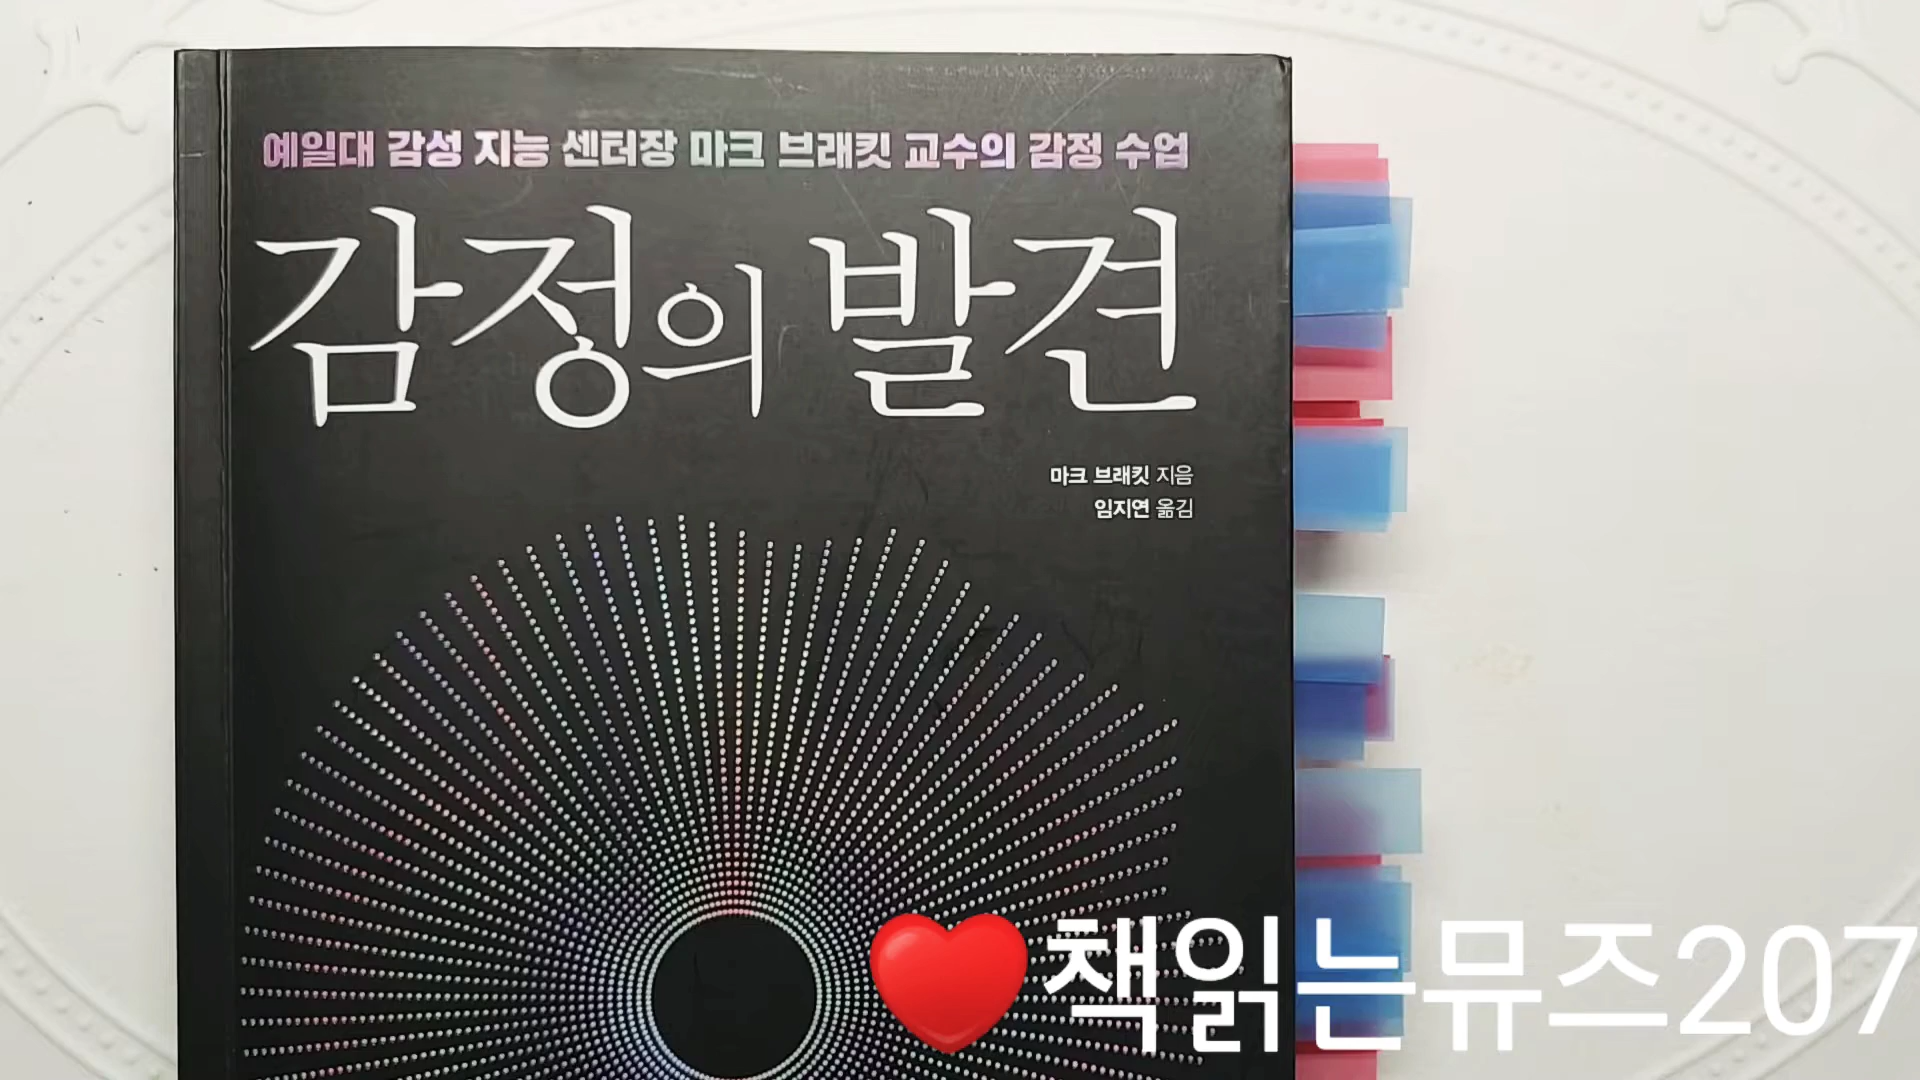 예일대 감성 지능 센터장 마크 브래킷 교수의 감정 수업
감정의 발견
마크 브래킷 지음
임지연 옮김
책읽는뮤즈207